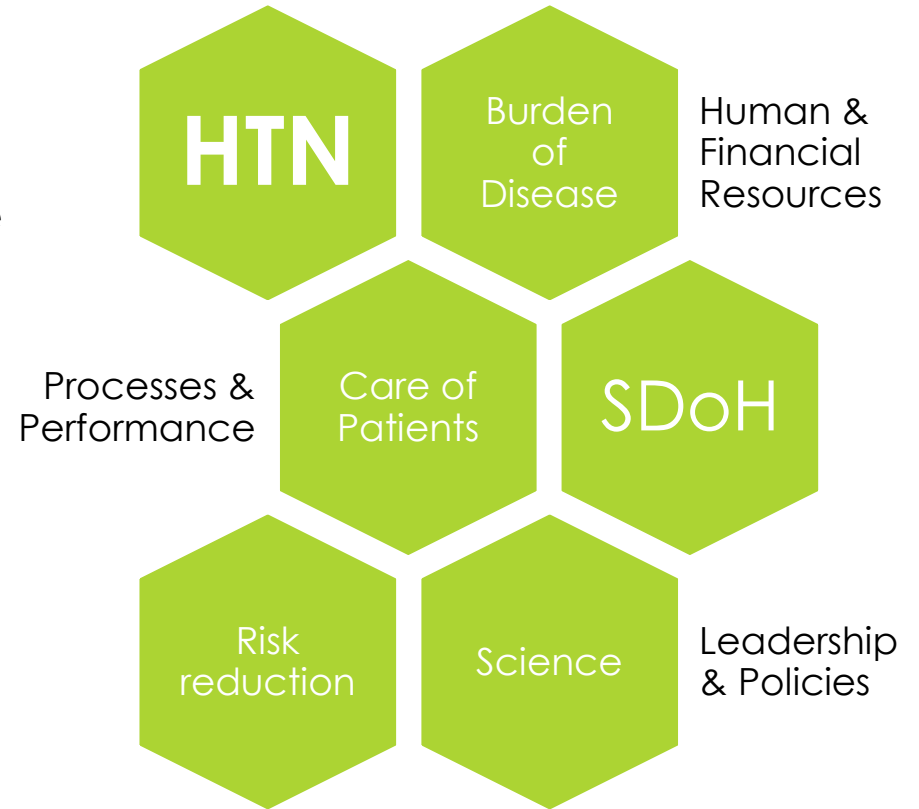 HTN
Burden
of
Disease
Human &
Financial
Resources
Processes &
Performance
Care of
Patients
SDoH
Risk
reduction
Science
Leadership
& Policies